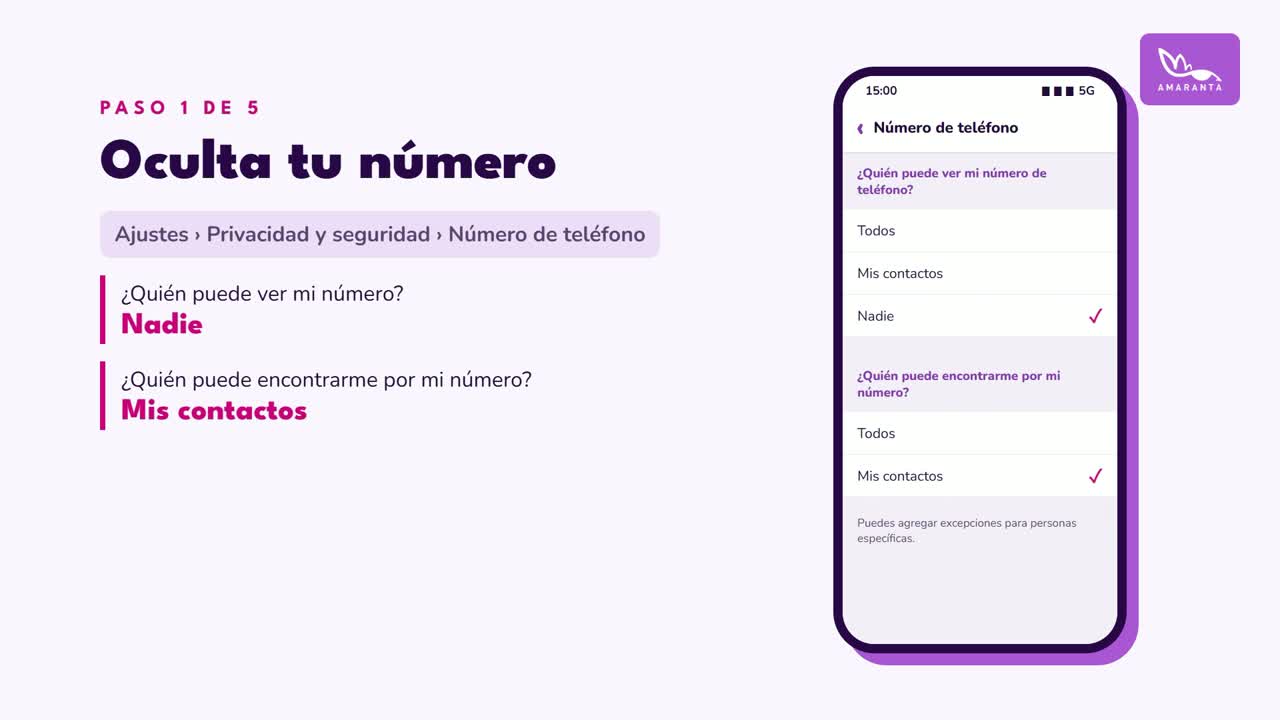 PASO 1 DE 5
Oculta tu número
Ajustes › Privacidad y seguridad › Número de teléfono
¿Quién puede ver mi número?
Nadie
¿Quién puede encontrarme por mi número?
Mis contactos
AMARANTA
15:00
5G
‹ Número de teléfono
¿Quién puede ver mi número de
teléfono?
Todos
Mis contactos
Nadie ✓
¿Quién puede encontrarme por mi
número?
Todos
Mis contactos ✓
Puedes agregar excepciones para personas
específicas.